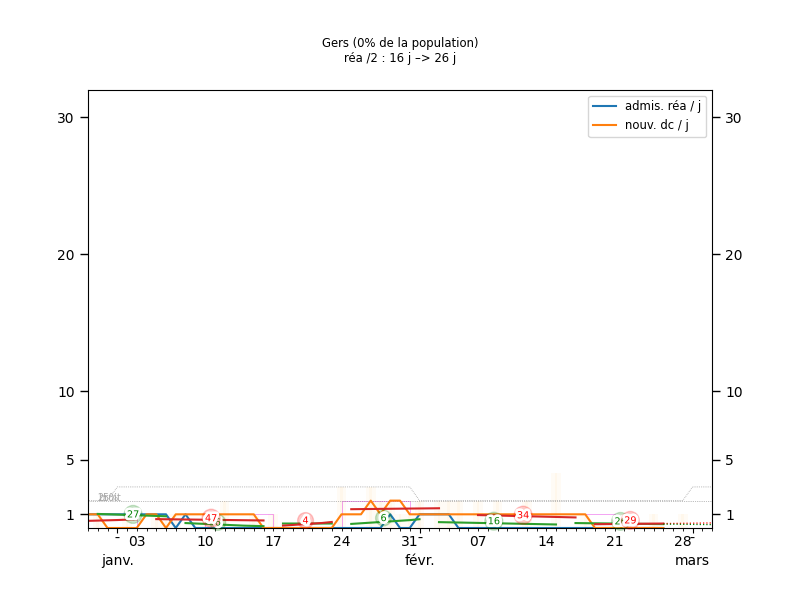 Gers (0% de la population)
réa /2 : 16 j –> 26 j
admis. réa / j
nouv. dc / j
30 30
20 20
10 10
5 5
1 1
27 47 4 6 16 34 29
03 10 17 24 31 07 14 21 28
janv. févr. mars